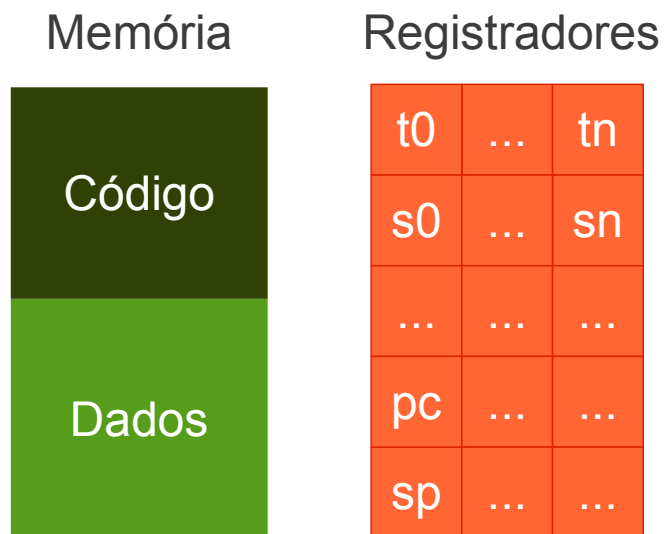 Memória
Registradores
Código
Dados
t0 ... tn
s0 ... sn
... ... ...
pc ... ...
sp ... ...